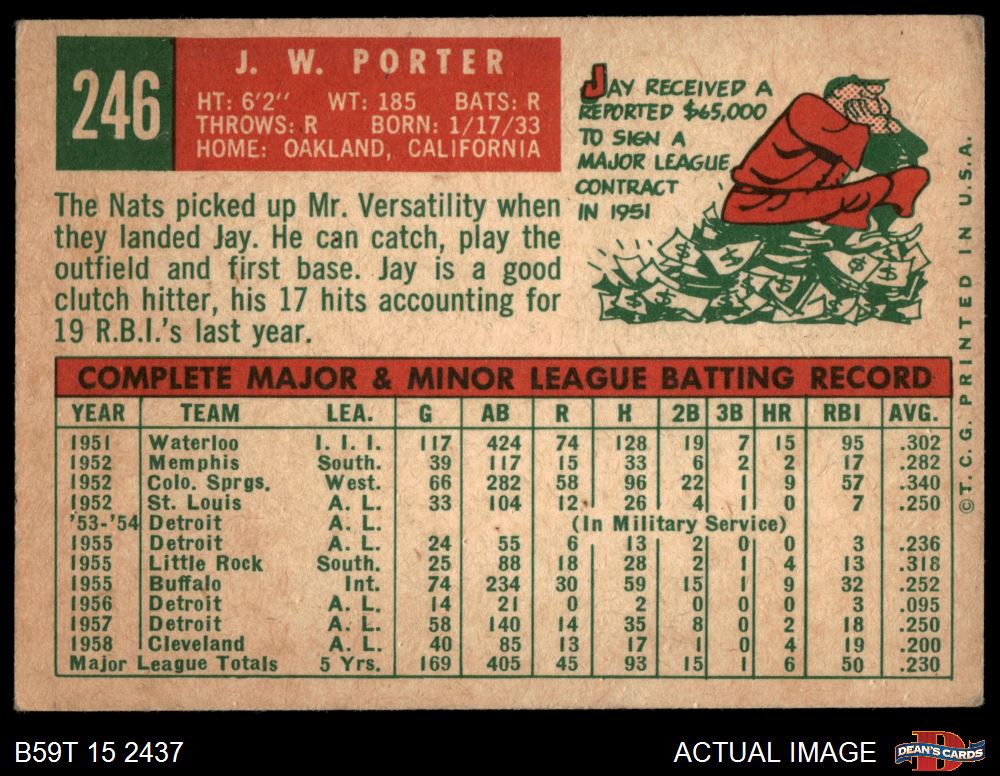 246
J. W. PORTER
HT: 6'2" WT: 185 BATS: R
THROWS: R BORN: 1/17/33
HOME: OAKLAND, CALIFORNIA
The Nats picked up Mr. Versatility when
they landed Jay. He can catch, play the
outfield and first base. Jay is a good
clutch hitter, his 17 hits accounting for
19 R.B.I.'s last year.
JAY RECEIVED A
REPORTED $65,000
TO SIGN A
MAJOR LEAGUE
CONTRACT
IN 1951
COMPLETE MAJOR & MINOR LEAGUE BATTING RECORD
YEAR TEAM LEA. G AB R H 2B 3B HR RBI AVG.
1951 Waterloo I. I. I. 117 424 74 128 19 7 15 95 .302
1952 Memphis South. 39 117 15 33 6 2 2 17 .282
1952 Colo. Sprgs. West. 66 282 58 96 22 1 9 57 .340
1952 St. Louis A. L. 33 104 12 26 4 1 0 7 .250
'53-'54 Detroit A. L. (In Military Service)
1955 Detroit A. L. 24 55 6 13 2 0 0 3 .236
1955 Little Rock South. 25 88 18 28 2 1 4 13 .318
1955 Buffalo Int. 74 234 30 59 15 1 9 32 .252
1956 Detroit A. L. 14 21 0 2 0 0 0 3 .095
1957 Detroit A. L. 58 140 14 35 8 0 2 18 .250
1958 Cleveland A. L. 40 85 13 17 1 0 4 19 .200
Major League Totals 5 Yrs. 169 405 45 93 15 1 6 50 .230
© T. C. G. PRINTED IN U.S.A.
B59T 15 2437
ACTUAL IMAGE
DEAN'S CARDS